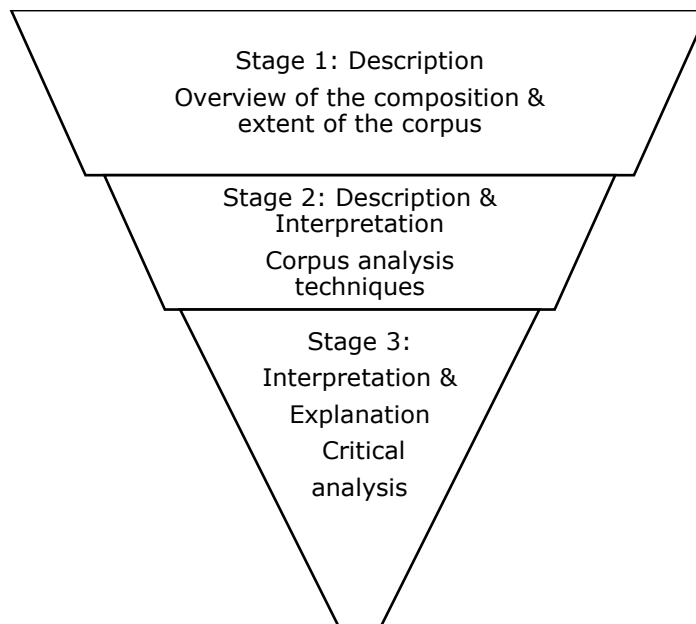 Stage 1: Description
Overview of the composition &
extent of the corpus
Stage 2: Description &
Interpretation
Corpus analysis
techniques
Stage 3:
Interpretation &
Explanation
Critical
analysis